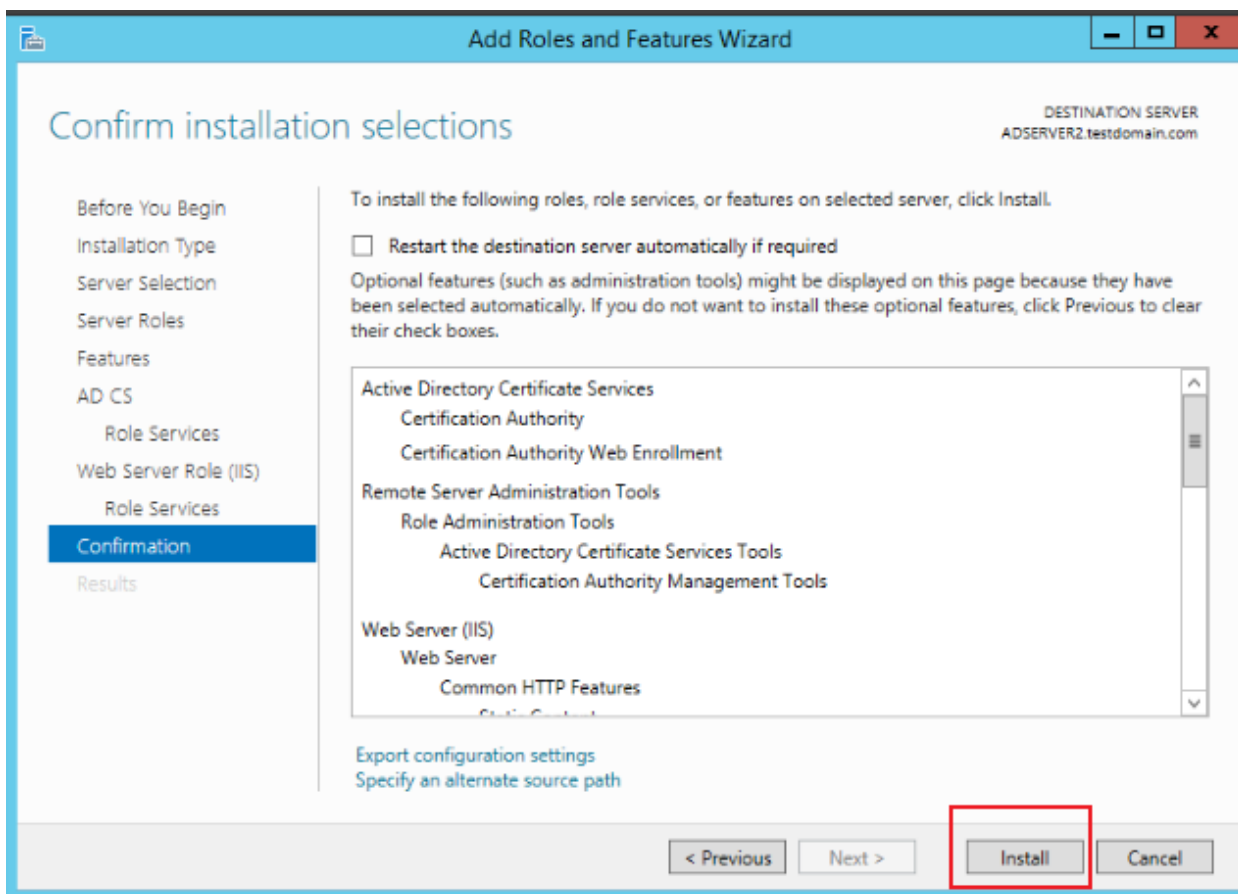 Add Roles and Features Wizard
Confirm installation selections
DESTINATION SERVER
ADSERVER2.testdomain.com
Before You Begin
Installation Type
Server Selection
Server Roles
Features
AD CS
Role Services
Web Server Role (IIS)
Role Services
Confirmation
Results
To install the following roles, role services, or features on selected server, click Install.
Restart the destination server automatically if required
Optional features (such as administration tools) might be displayed on this page because they have
been selected automatically. If you do not want to install these optional features, click Previous to clear
their check boxes.
Active Directory Certificate Services
Certification Authority
Certification Authority Web Enrollment
Remote Server Administration Tools
Role Administration Tools
Active Directory Certificate Services Tools
Certification Authority Management Tools
Web Server (IIS)
Web Server
Common HTTP Features
Export configuration settings
Specify an alternate source path
< Previous
Next >
Install
Cancel